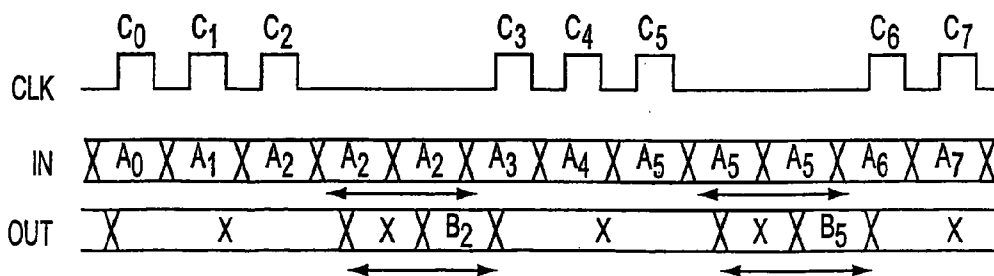 C0 C1 C2 C3 C4 C5 C6 C7
CLK
IN A0 A1 A2 A2 A2 A3 A4 A5 A5 A5 A6 A7
OUT X X B2 X X B5 X